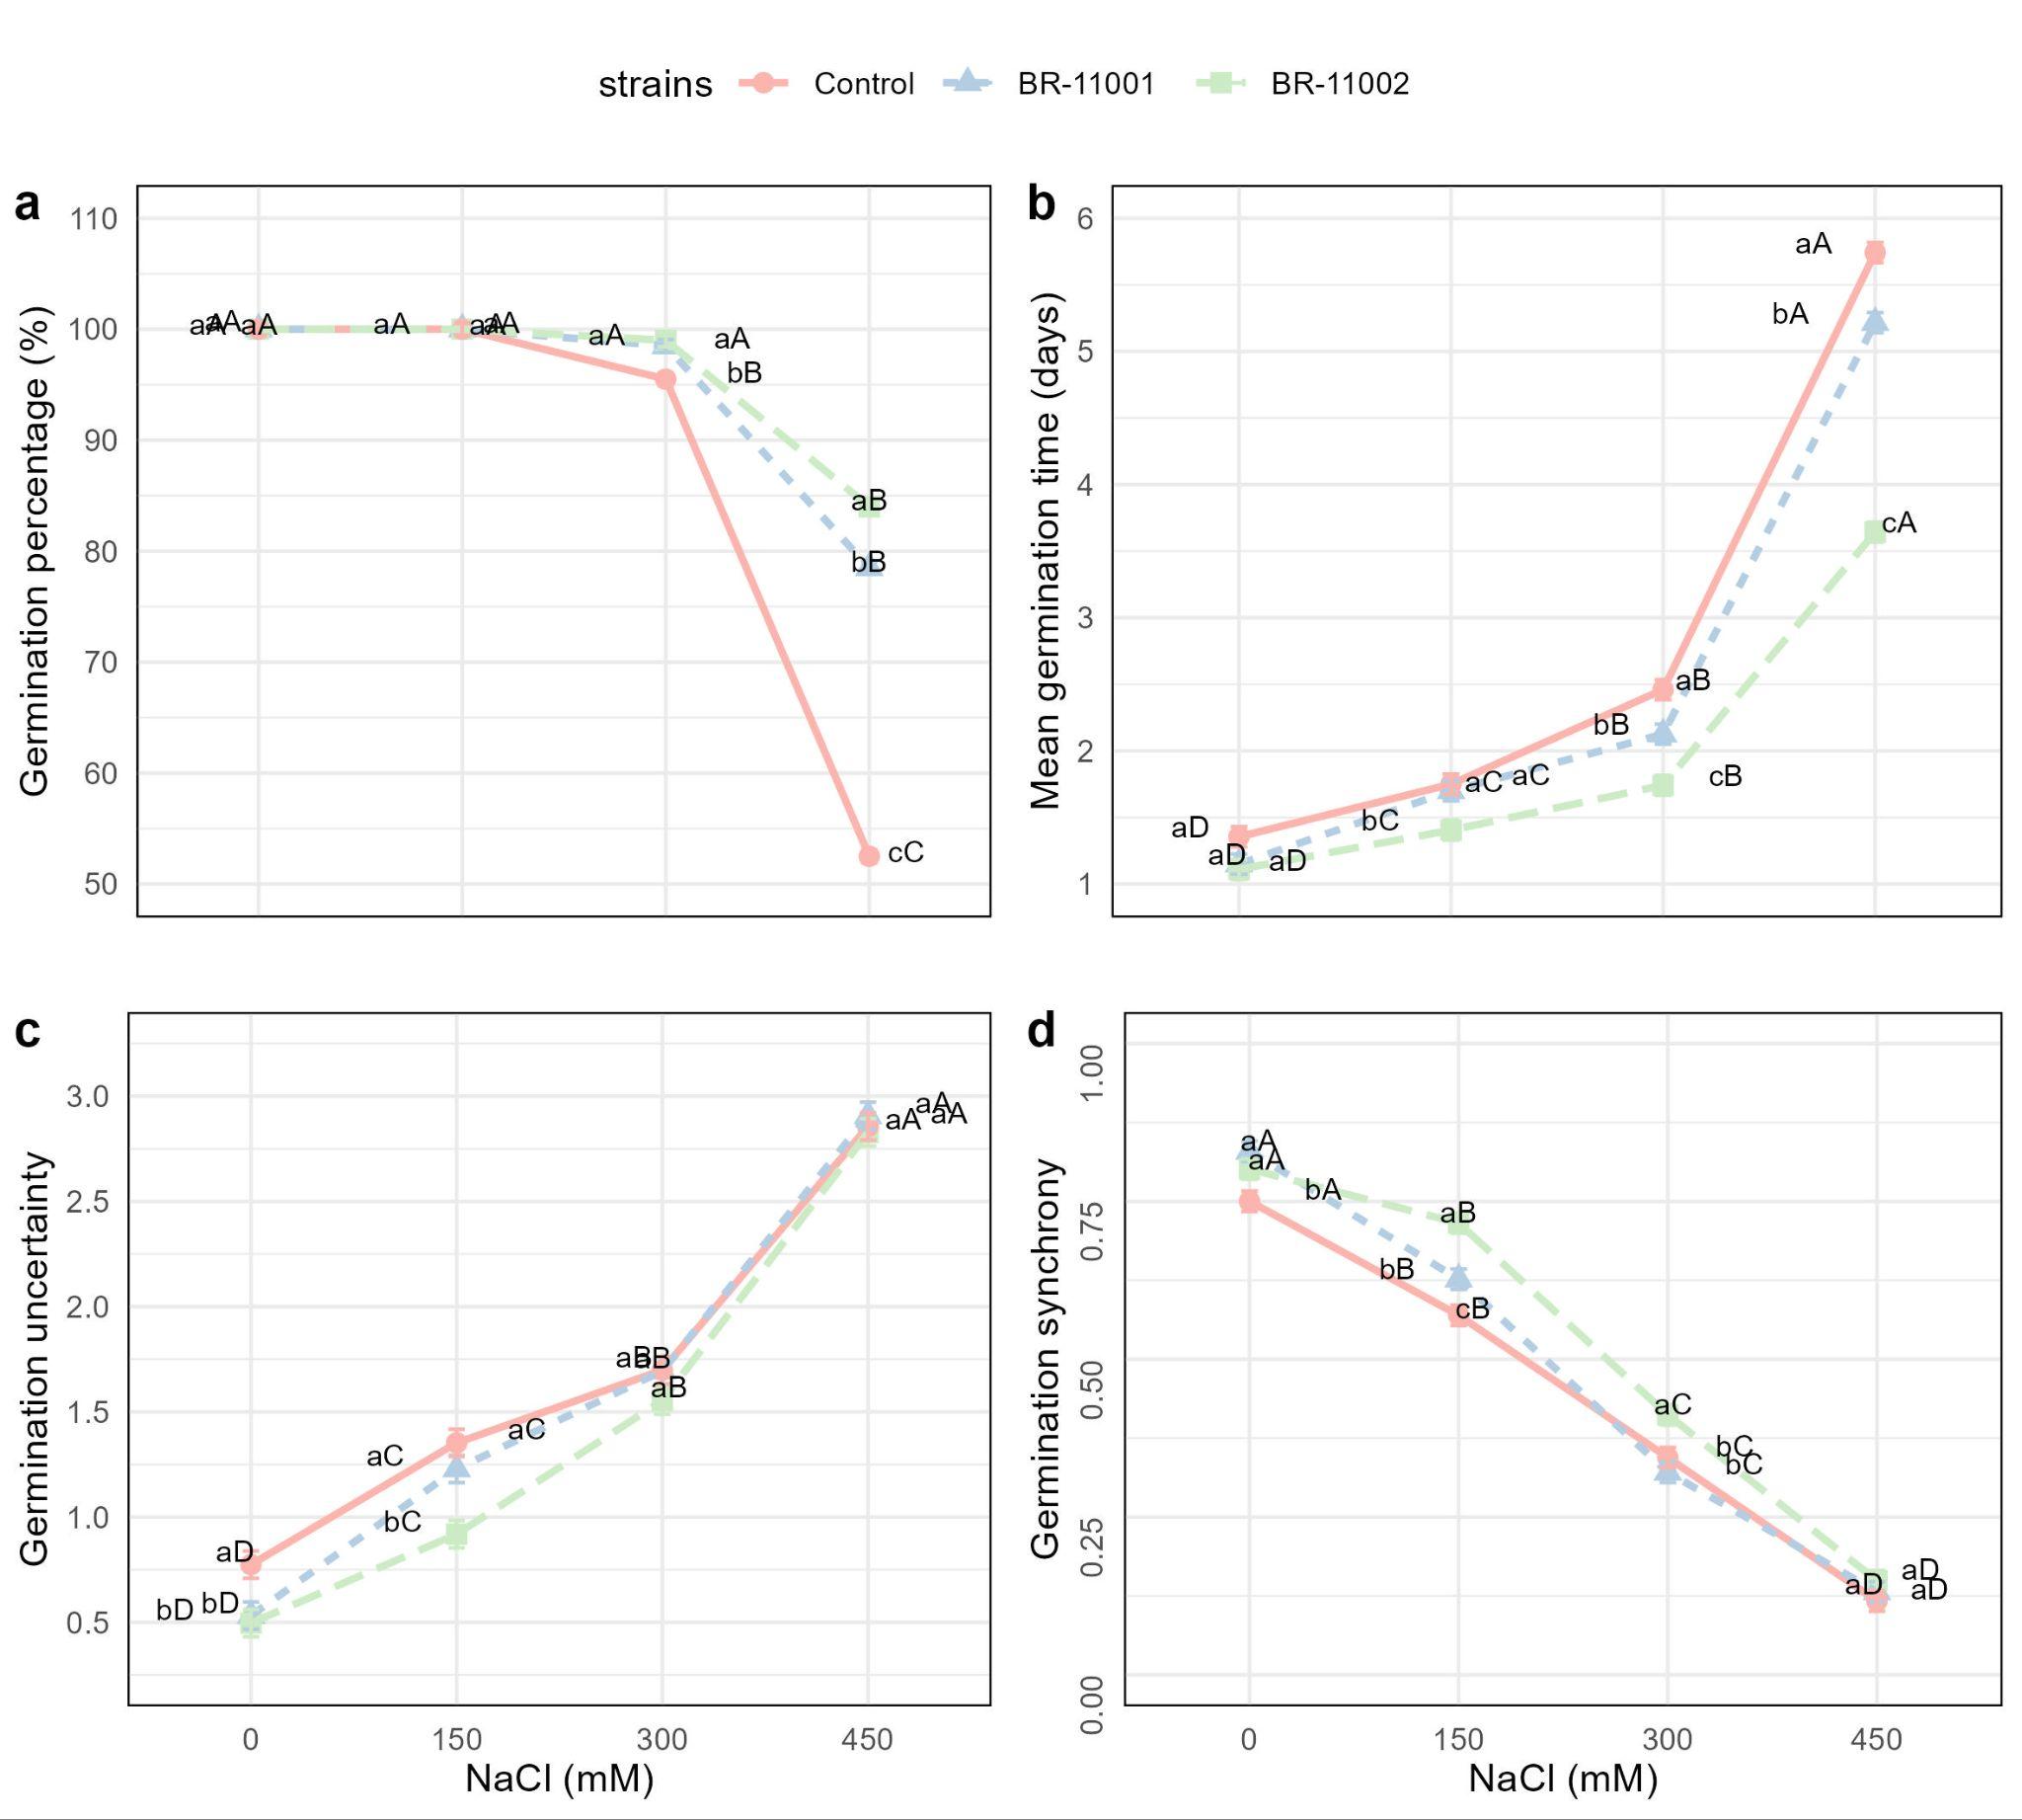 strains Control BR-11001 BR-11002
a
110
100
90
80
70
60
50
Germination percentage (%)
aA aA aA
aA aA aA
aA aA
bB
aB
bB
cC
b
6
5
4
3
2
1
Mean germination time (days)
aA
bA
cA
aB
bB
cB
aC aC
bC
aD
aD aD
c
3.0
2.5
2.0
1.5
1.0
0.5
Germination uncertainty
aA
aA aA
aB aB
aB
aC
aC
bC
aD
bD bD
0 150 300 450
NaCl (mM)
d
1.00
0.75
0.50
0.25
0.00
Germination synchrony
aA
aA
bA
aB
bB
cB
aC
bC
bC
aD
aD aD
0 150 300 450
NaCl (mM)